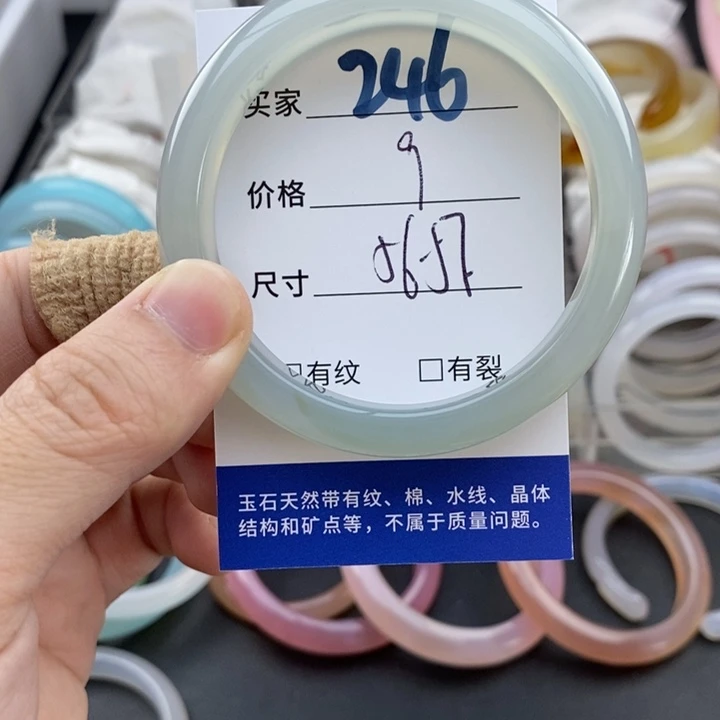 买家 246
价格 9
尺寸 56-57
□有纹 □有裂
玉石天然带有纹、棉、水线、晶体
结构和矿点等，不属于质量问题。